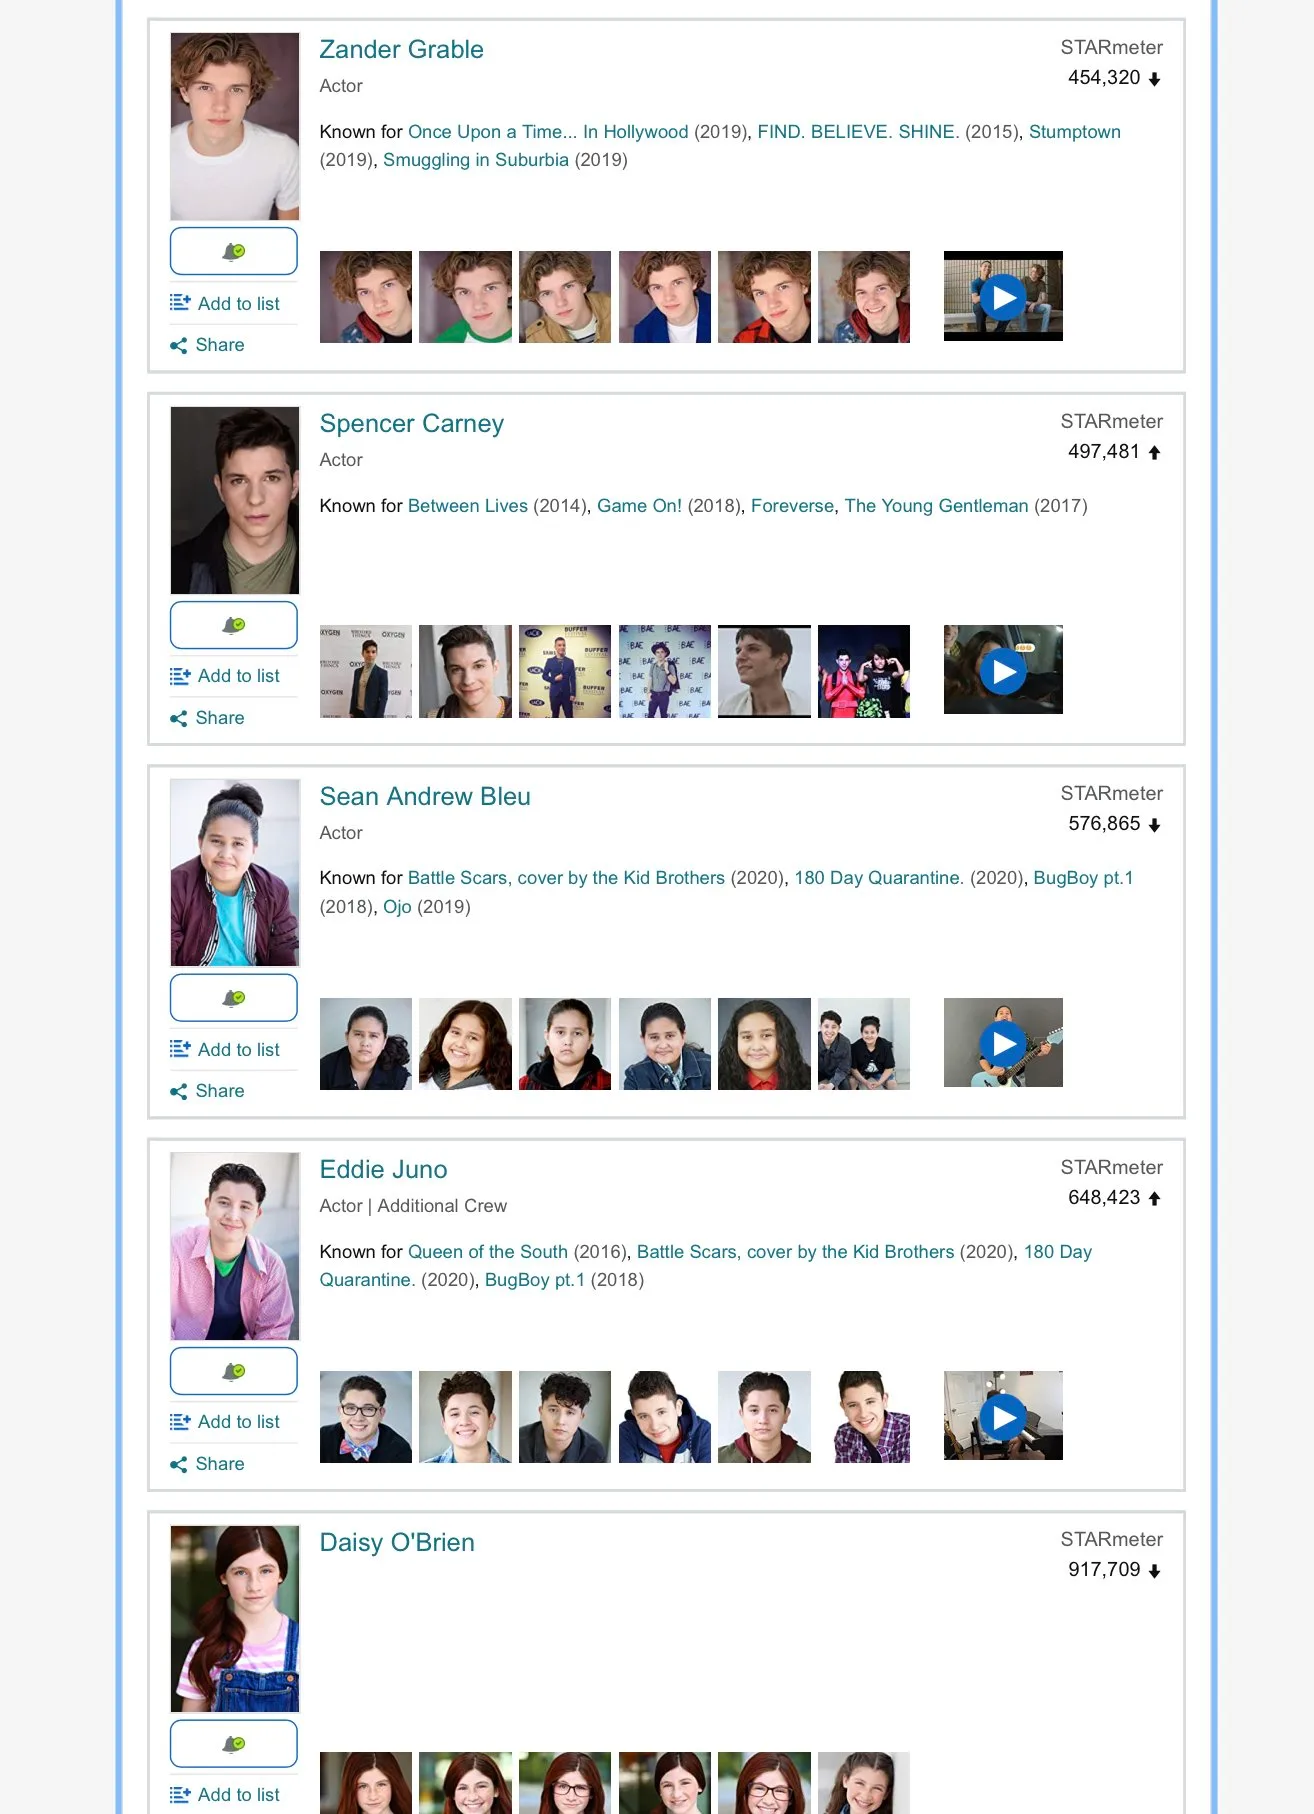 Zander Grable
STARmeter
Actor
454,320
Known for Once Upon a Time... In Hollywood (2019), FIND. BELIEVE. SHINE. (2015), Stumptown
(2019), Smuggling in Suburbia (2019)
Add to list
Share
Spencer Carney
STARmeter
Actor
497,481
Known for Between Lives (2014), Game On! (2018), Foreverse, The Young Gentleman (2017)
OXYGEN
OXYGEN
BUFFER
BAE
BAE
BAE
Add to list
Share
Sean Andrew Bleu
STARmeter
Actor
576,865
Known for Battle Scars, cover by the Kid Brothers (2020), 180 Day Quarantine. (2020), BugBoy pt.1
(2018), Ojo (2019)
Add to list
Share
Eddie Juno
STARmeter
Actor | Additional Crew
648,423
Known for Queen of the South (2016), Battle Scars, cover by the Kid Brothers (2020), 180 Day
Quarantine. (2020), BugBoy pt.1 (2018)
Add to list
Share
Daisy O'Brien
STARmeter
917,709
Add to list